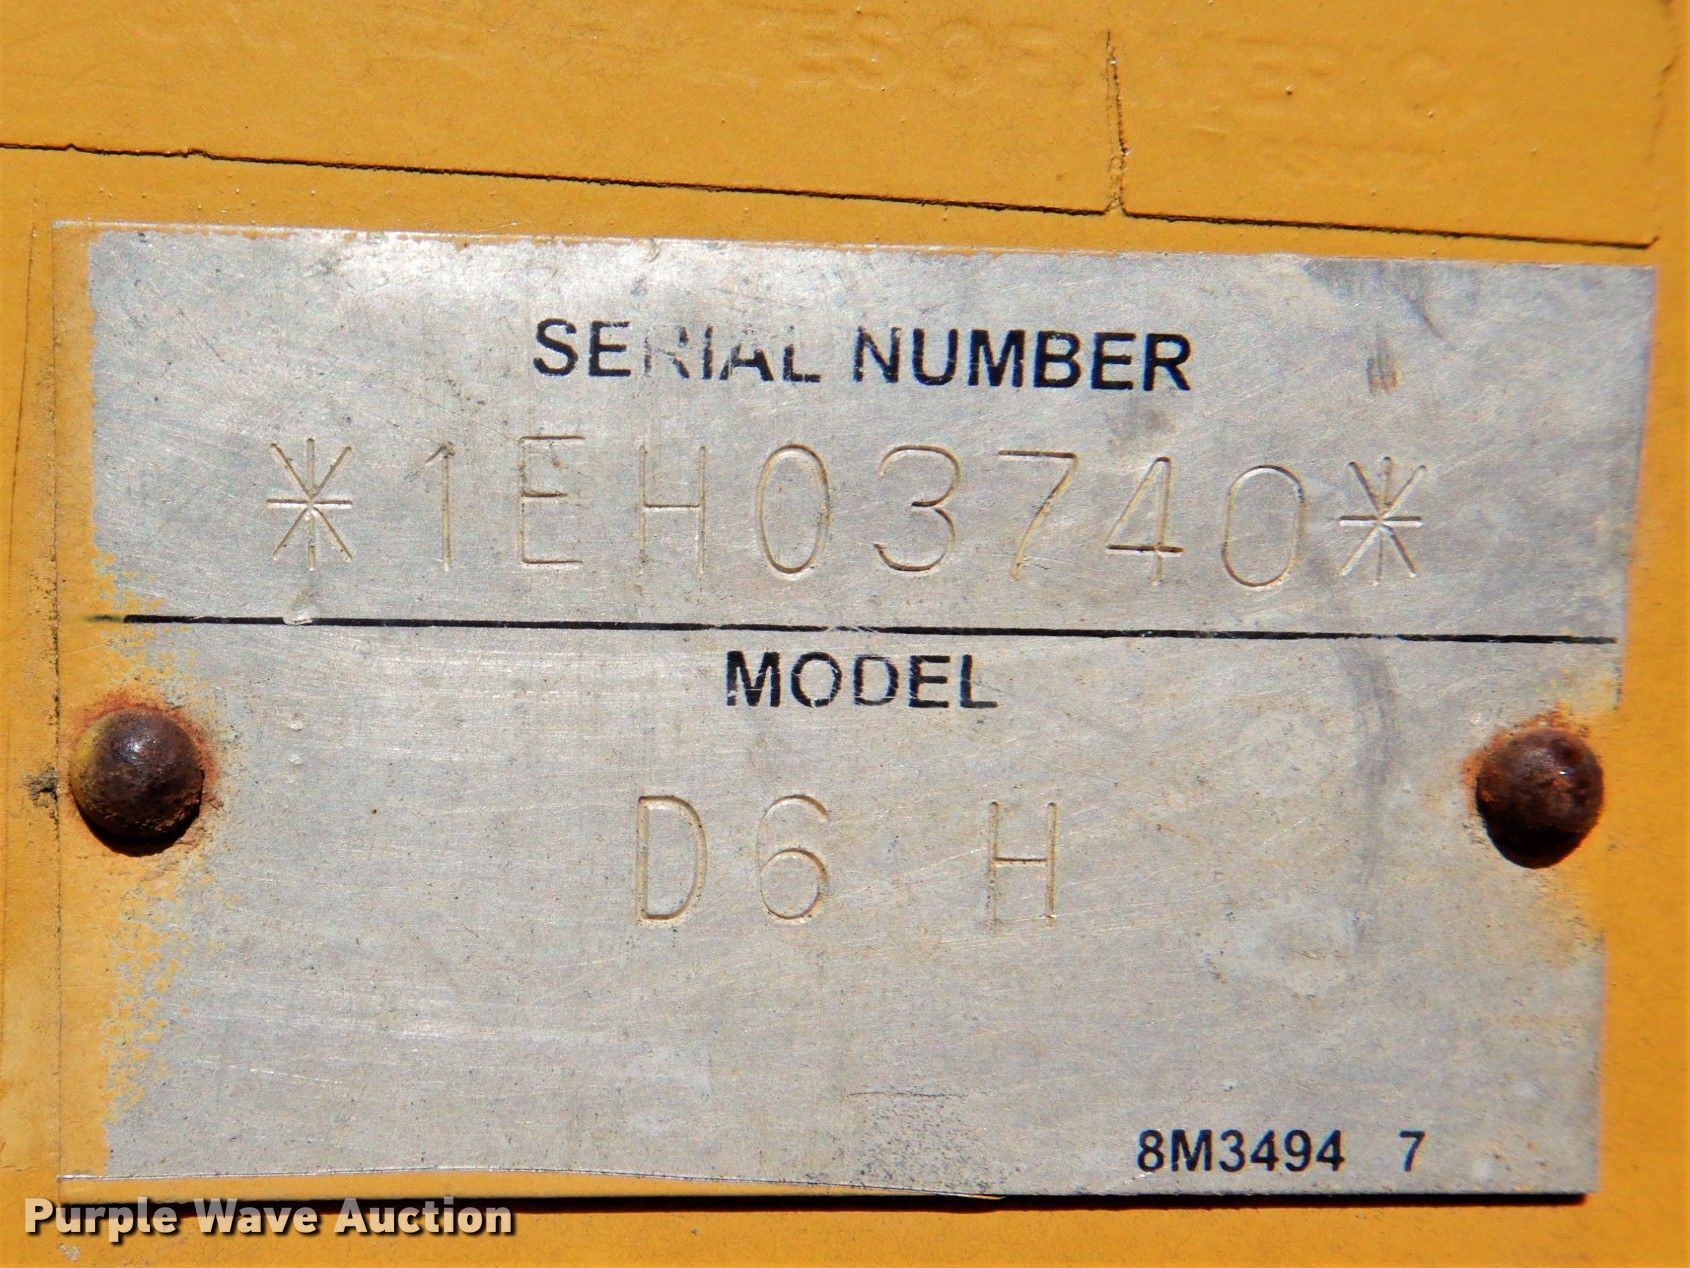 SERIAL NUMBER
*1EH03740*
MODEL
D6 H
8M3494 7
Purple Wave Auction